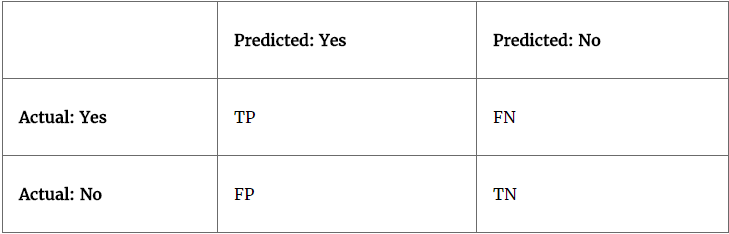 Predicted: Yes Predicted: No
Actual: Yes TP FN
Actual: No FP TN